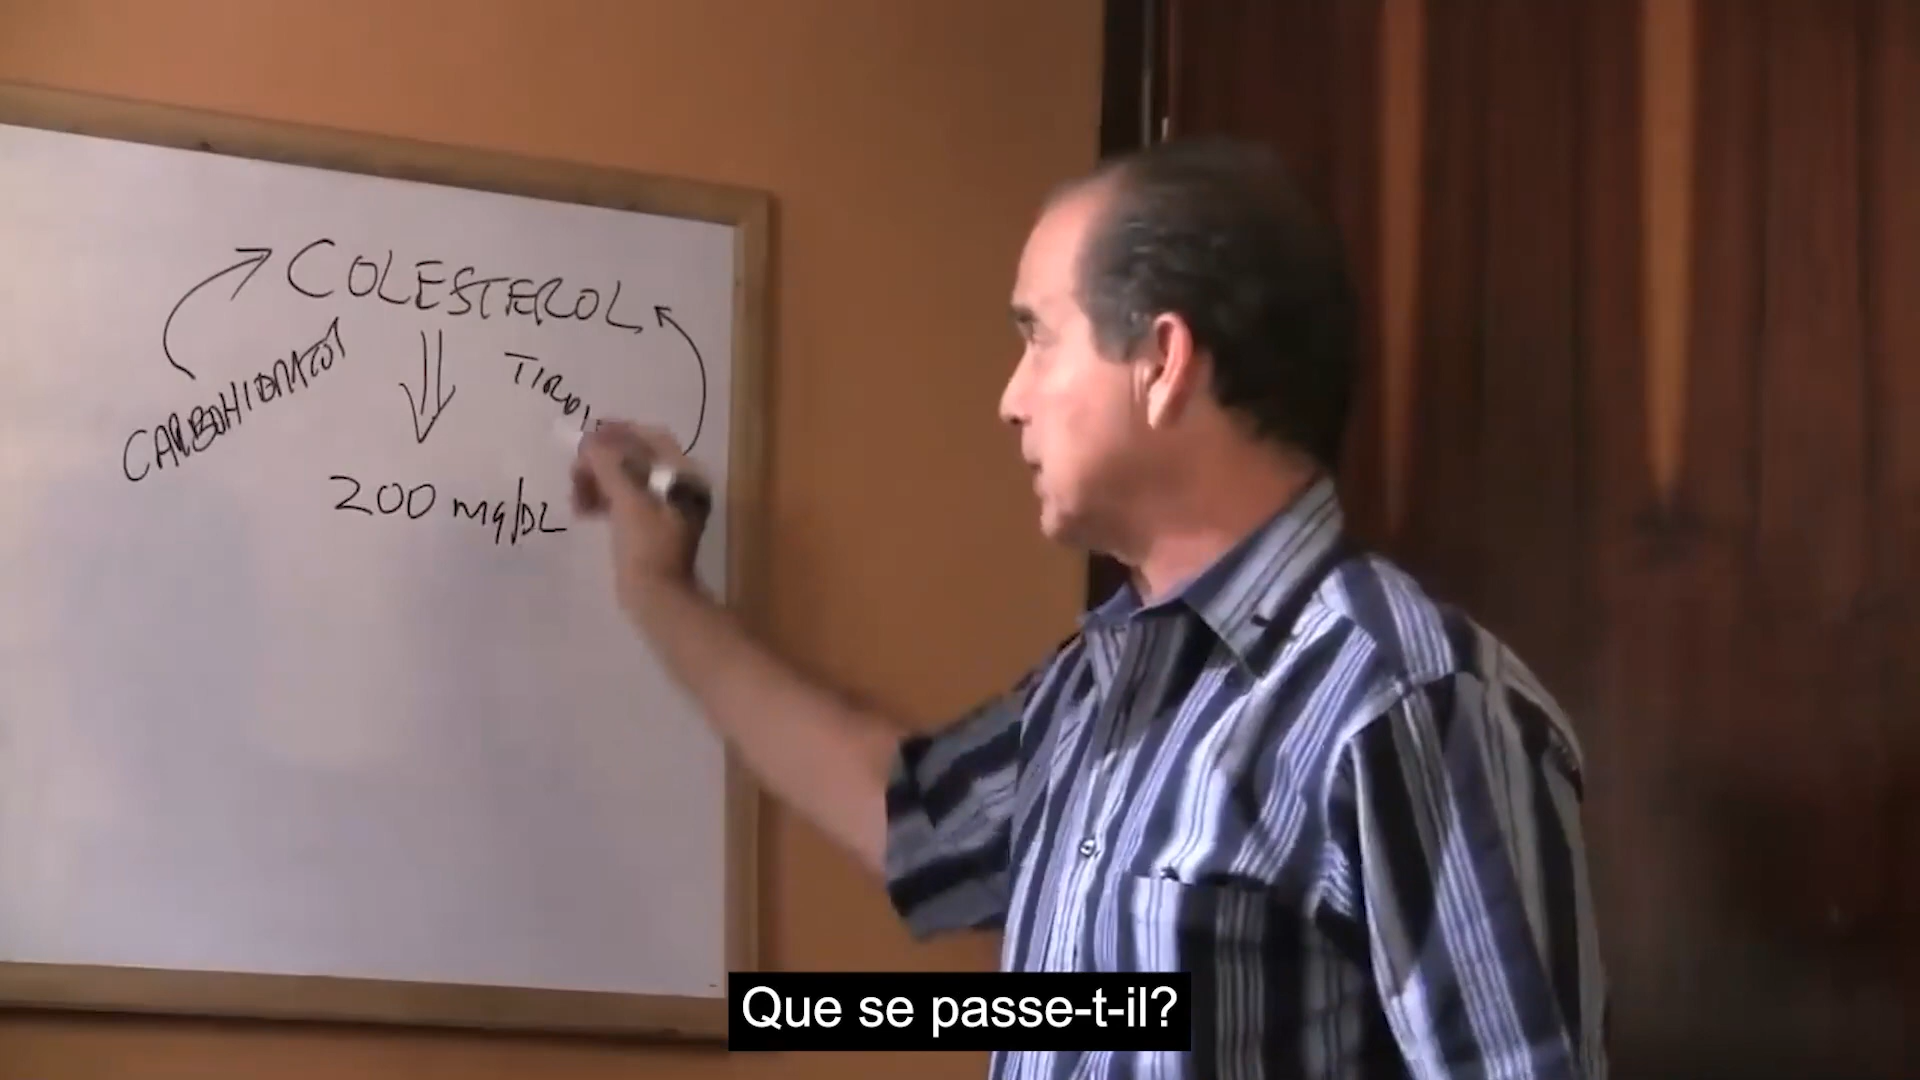 COLESTEROL
CARBOHIDRATOS
200 mg/DL
Que se passe-t-il?